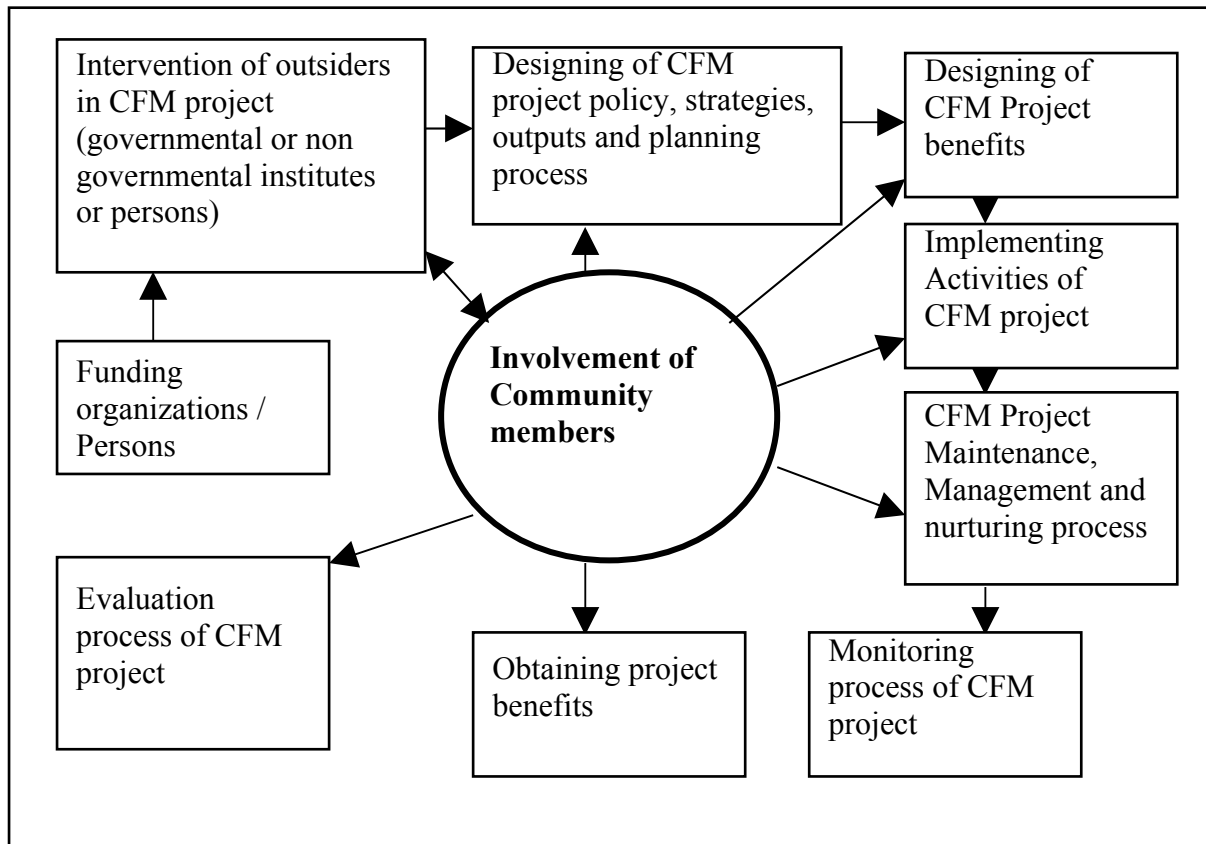 Intervention of outsiders
in CFM project
(governmental or non
governmental institutes
or persons)
Designing of CFM
project policy, strategies,
outputs and planning
process
Designing of
CFM Project
benefits
Implementing
Activities of
CFM project
Funding
organizations /
Persons
Involvement of
Community
members
CFM Project
Maintenance,
Management and
nurturing process
Evaluation
process of CFM
project
Obtaining project
benefits
Monitoring
process of CFM
project